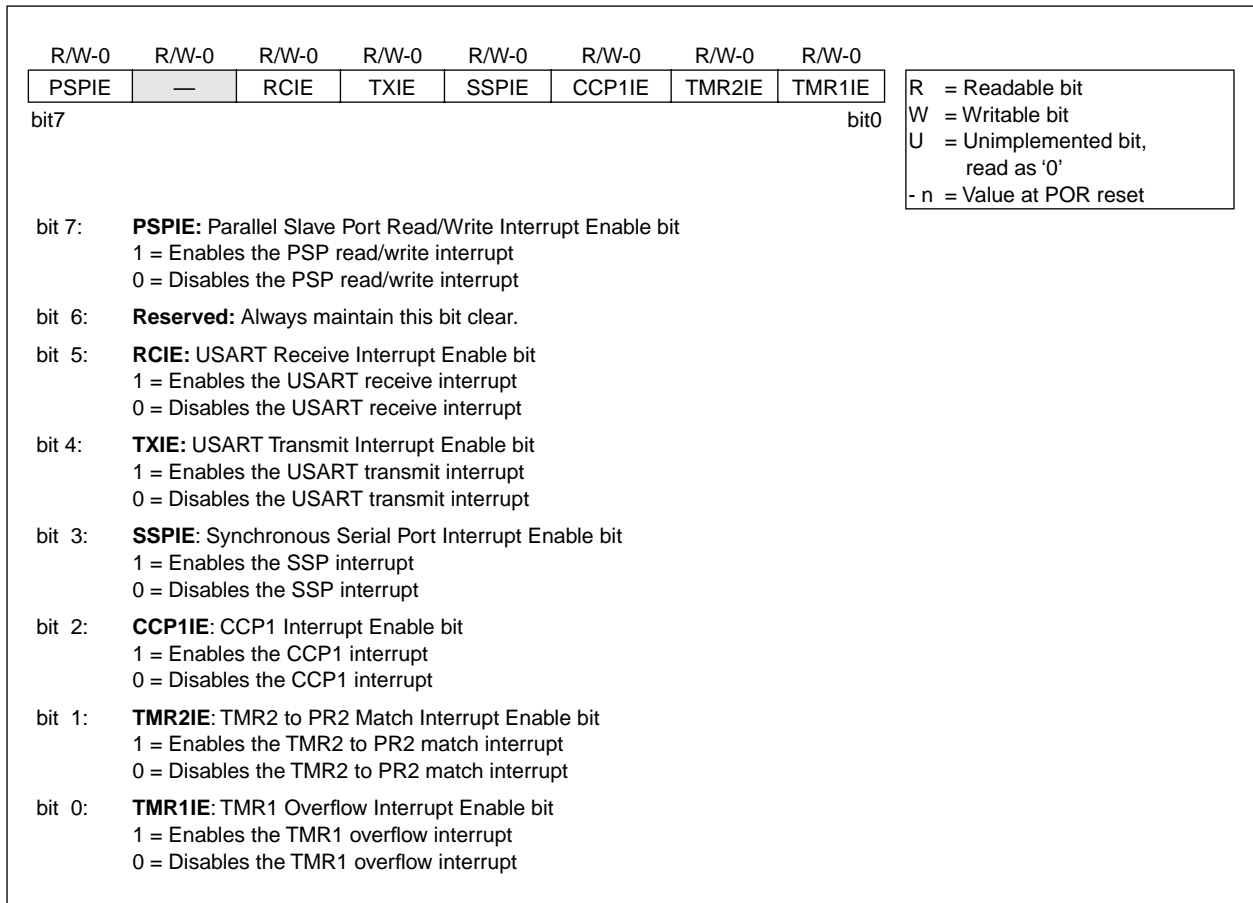 R/W-0 R/W-0 R/W-0 R/W-0 R/W-0 R/W-0 R/W-0 R/W-0
PSPIE — RCIE TXIE SSPIE CCP1IE TMR2IE TMR1IE
bit7 bit0
R = Readable bit
W = Writable bit
U = Unimplemented bit,
read as ‘0’
- n = Value at POR reset
bit 7: PSPIE: Parallel Slave Port Read/Write Interrupt Enable bit
1 = Enables the PSP read/write interrupt
0 = Disables the PSP read/write interrupt
bit 6: Reserved: Always maintain this bit clear.
bit 5: RCIE: USART Receive Interrupt Enable bit
1 = Enables the USART receive interrupt
0 = Disables the USART receive interrupt
bit 4: TXIE: USART Transmit Interrupt Enable bit
1 = Enables the USART transmit interrupt
0 = Disables the USART transmit interrupt
bit 3: SSPIE: Synchronous Serial Port Interrupt Enable bit
1 = Enables the SSP interrupt
0 = Disables the SSP interrupt
bit 2: CCP1IE: CCP1 Interrupt Enable bit
1 = Enables the CCP1 interrupt
0 = Disables the CCP1 interrupt
bit 1: TMR2IE: TMR2 to PR2 Match Interrupt Enable bit
1 = Enables the TMR2 to PR2 match interrupt
0 = Disables the TMR2 to PR2 match interrupt
bit 0: TMR1IE: TMR1 Overflow Interrupt Enable bit
1 = Enables the TMR1 overflow interrupt
0 = Disables the TMR1 overflow interrupt